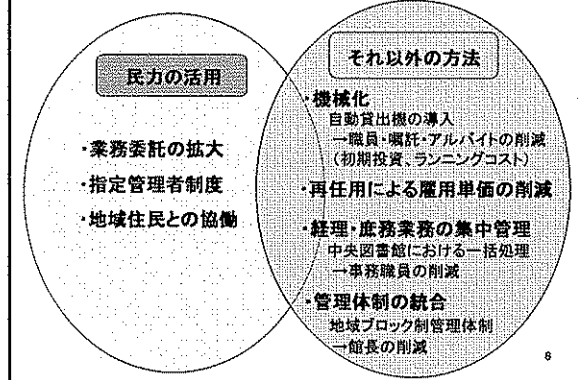 民力の活用
・業務委託の拡大
・指定管理者制度
・地域住民との協働
それ以外の方法
・機械化
自動貸出機の導入
→職員・嘱託・アルバイトの削減
(初期投資、ランニングコスト)
・再任用による雇用単価の削減
・経理・庶務業務の集中管理
中央図書館における一括処理
→事務職員の削減
・管理体制の統合
地域ブロック制管理体制
→館長の削減
8